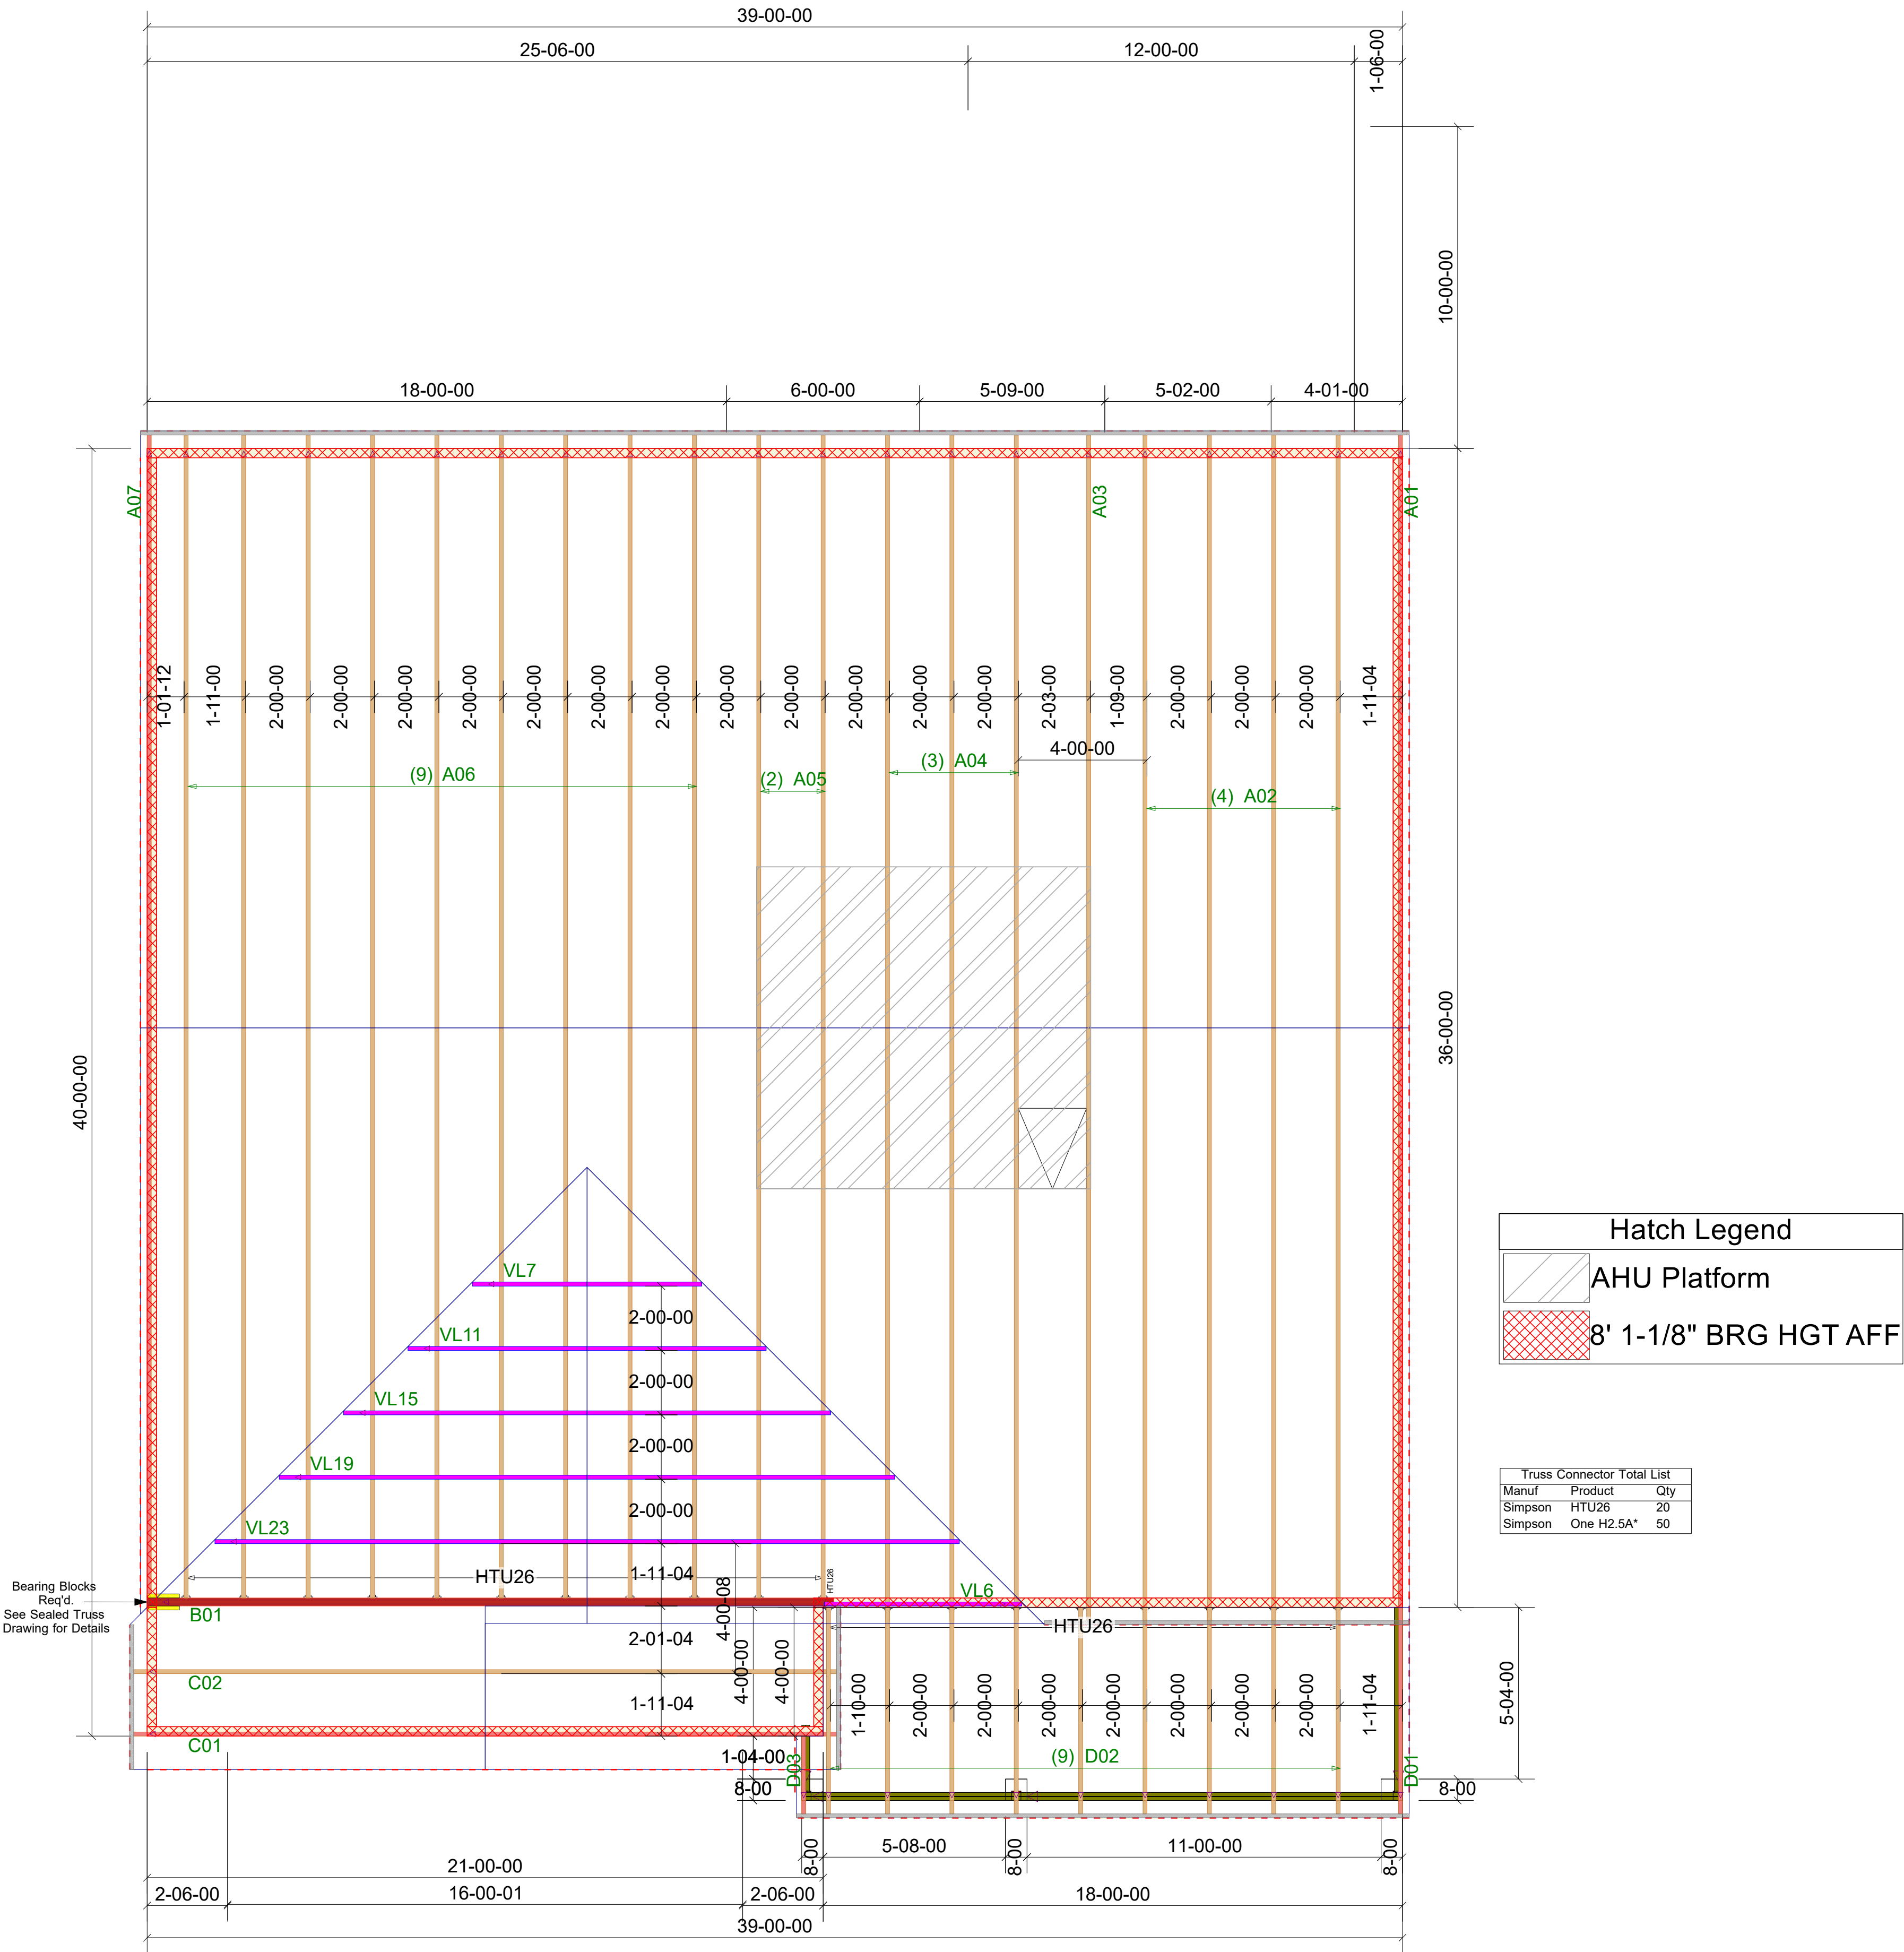 39-00-00
25-06-00
12-00-00
1-06-00
10-00-00
18-00-00
6-00-00
5-09-00
5-02-00
4-01-00
A07
A03
A01
1-01-12
1-11-00
2-00-00
2-00-00
2-00-00
2-00-00
2-00-00
2-00-00
2-00-00
2-00-00
2-00-00
2-00-00
2-00-00
2-00-00
2-03-00
1-09-00
2-00-00
2-00-00
2-00-00
1-11-04
4-00-00
(9) A06
(2) A05
(3) A04
(4) A02
40-00-00
36-00-00
Hatch Legend
AHU Platform
8' 1-1/8" BRG HGT AFF
VL7
2-00-00
VL11
2-00-00
VL15
2-00-00
VL19
2-00-00
VL23
Truss Connector Total List
Manuf Product Qty
Simpson HTU26 20
Simpson One H2.5A* 50
HTU26
1-11-04
HTU26
VL6
Bearing Blocks
Req'd.
See Sealed Truss
Drawing for Details
B01
4-00-08
HTU26
2-01-04
4-00-00
4-00-00
C02
1-11-04
C01
1-10-00
2-00-00
2-00-00
2-00-00
2-00-00
2-00-00
2-00-00
2-00-00
1-11-04
5-04-00
1-04-00
D03
(9) D02
D01
8-00
8-00
8-00
5-08-00
8-00
11-00-00
8-00
21-00-00
2-06-00
16-00-01
2-06-00
18-00-00
39-00-00